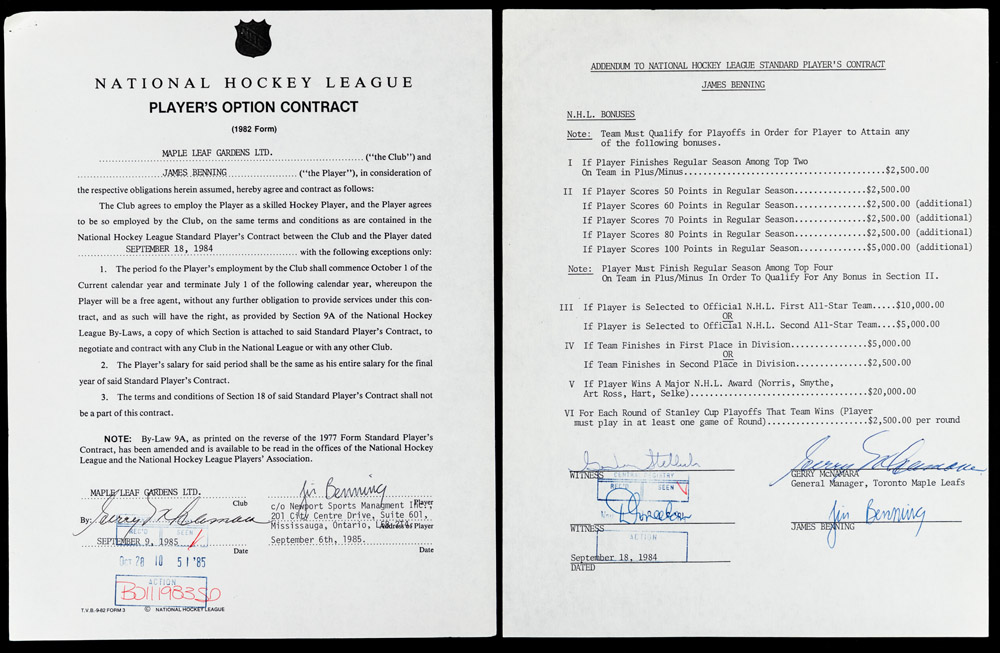 NATIONAL HOCKEY LEAGUE
PLAYER'S OPTION CONTRACT
(1982 Form)
MAPLE LEAF GARDENS LTD. ("the Club") and
JAMES BENNING ("the Player"), in consideration of
the respective obligations herein assumed, hereby agree and contract as follows:
The Club agrees to employ the Player as a skilled Hockey Player, and the Player agrees
to be so employed by the Club, on the same terms and conditions as are contained in the
National Hockey League Standard Player's Contract between the Club and the Player dated
SEPTEMBER 18, 1984 with the following exceptions only:
1. The period fo the Player's employment by the Club shall commence October 1 of the
Current calendar year and terminate July 1 of the following calendar year, whereupon the
Player will be a free agent, without any further obligation to provide services under this con-
tract, and as such will have the right, as provided by Section 9A of the National Hockey
League By-Laws, a copy of which Section is attached to said Standard Player's Contract, to
negotiate and contract with any Club in the National League or with any other Club.
2. The Player's salary for said period shall be the same as his entire salary for the final
year of said Standard Player's Contract.
3. The terms and conditions of Section 18 of said Standard Player's Contract shall not
be a part of this contract.
NOTE: By-Law 9A, as printed on the reverse of the 1977 Form Standard Player's
Contract, has been amended and is available to be read in the offices of the National Hockey
League and the National Hockey League Players' Association.
MAPLE LEAF GARDENS LTD.
Club
By:
SEPTEMBER 9, 1985
Date
REC'D SEEN
Oct 28 10 51 '85
ACTION
T.V.B.-9-82 FORM 3 © NATIONAL HOCKEY LEAGUE
Jim Benning
Player
c/o Newport Sports Managment Inc.,
201 City Centre Drive, Suite 601,
Mississauga, Ontario, Address of Player
September 6th, 1985.
Date
ADDENDUM TO NATIONAL HOCKEY LEAGUE STANDARD PLAYER'S CONTRACT
JAMES BENNING
N.H.L. BONUSES
Note: Team Must Qualify for Playoffs in Order for Player to Attain any
of the following bonuses.
I If Player Finishes Regular Season Among Top Two
On Team in Plus/Minus $2,500.00
II If Player Scores 50 Points in Regular Season $2,500.00
If Player Scores 60 Points in Regular Season $2,500.00 (additional)
If Player Scores 70 Points in Regular Season $2,500.00 (additional)
If Player Scores 80 Points in Regular Season $2,500.00 (additional)
If Player Scores 100 Points in Regular Season $5,000.00 (additional)
Note: Player Must Finish Regular Season Among Top Four
On Team in Plus/Minus In Order To Qualify For Any Bonus in Section II.
III If Player is Selected to Official N.H.L. First All-Star Team $10,000.00
OR
If Player is Selected to Official N.H.L. Second All-Star Team $5,000.00
IV If Team Finishes in First Place in Division $5,000.00
OR
If Team Finishes in Second Place in Division $2,500.00
V If Player Wins A Major N.H.L. Award (Norris, Smythe,
Art Ross, Hart, Selke) $20,000.00
VI For Each Round of Stanley Cup Playoffs That Team Wins (Player
must play in at least one game of Round) $2,500.00 per round
WITNESS
CENTRAL REGISTRY
REC'D SEEN
WITNESS
ACTION
September 18, 1984
DATED
GERRY McNAMARA
General Manager, Toronto Maple Leafs
Jim Benning
JAMES BENNING